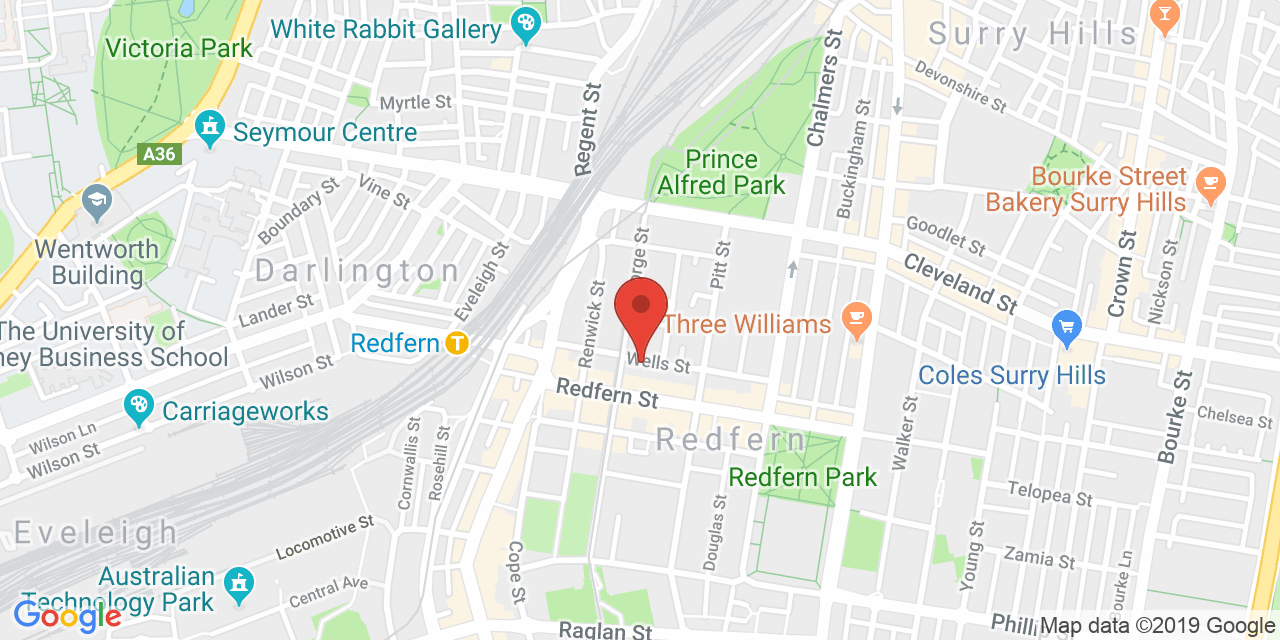 White Rabbit Gallery
Victoria Park
Surry Hills
Devonshire St
Myrtle St
Regent St
Chalmers St
Buckingham St
Seymour Centre
A36
Prince
Alfred Park
Bourke Street
Bakery Surry Hills
Boundary St
Vine St
Wentworth
Building
Darlington
Eveleigh St
orge St
Pitt St
Goodlet St
Cleveland St
Crown St
Nickson St
Lander St
Renwick St
The University of
ney Business School
Redfern
T
Three Williams
Wells St
Coles Surry Hills
Wilson St
Redfern St
Carriageworks
Wilson Ln
Wilson St
Cornwallis St
Rosehill St
Redfern
Redfern Park
Walker St
Bourke St
Chelsea St
Telopea St
Eveleigh
Locomotive St
Cope St
Douglas St
Young St
Zamia St
Bourke Ln
Australian
Technology Park
Central Ave
Raglan St
Philli
St
Google
Map data ©2019 Google